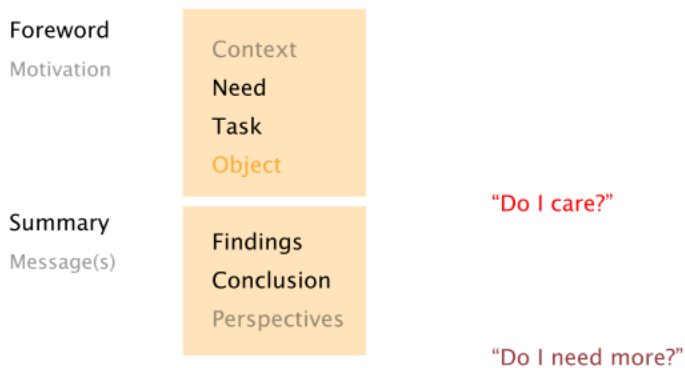 Foreword
Motivation
Context
Need
Task
Object
“Do I care?”
Summary
Message(s)
Findings
Conclusion
Perspectives
“Do I need more?”